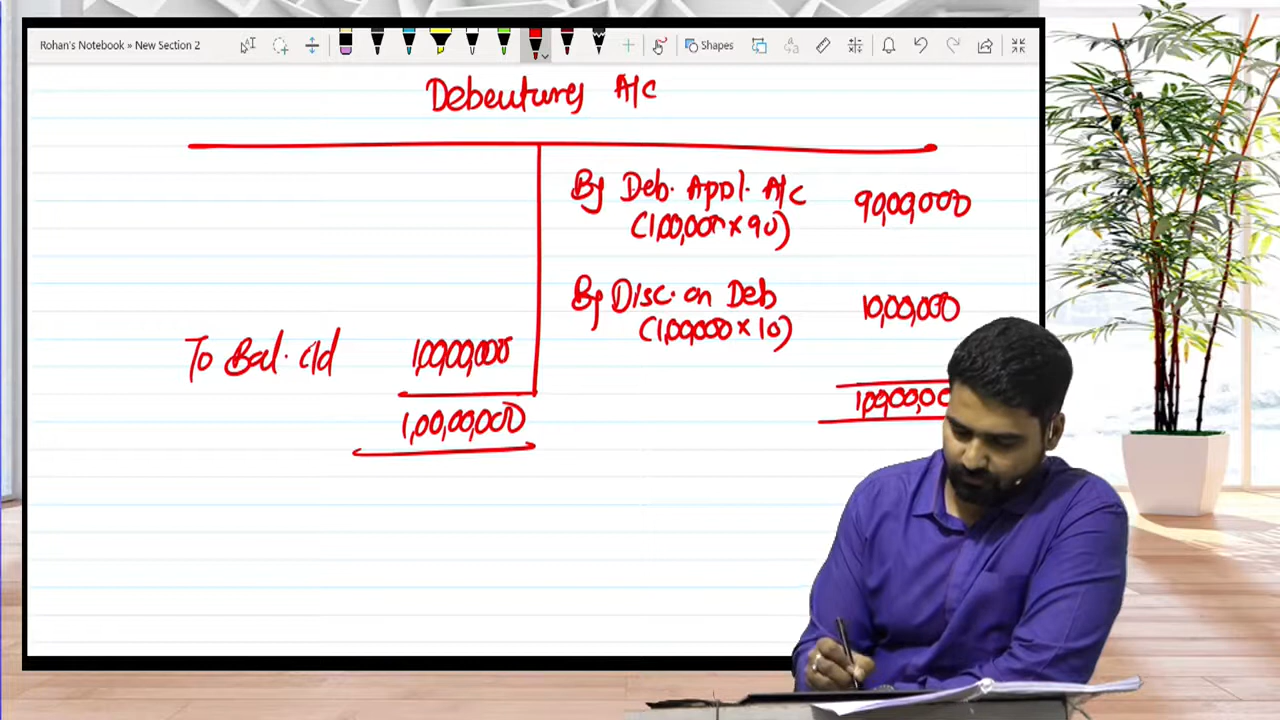 Rohan's Notebook » New Section 2
Shapes
Debentures A/c
By Deb. Appl. A/c 90,00,000
(1,00,000 x 90)
By Disc. on Deb 10,00,000
(1,00,000 x 10)
To Bal. c/d 1,00,00,000
1,00,00,000